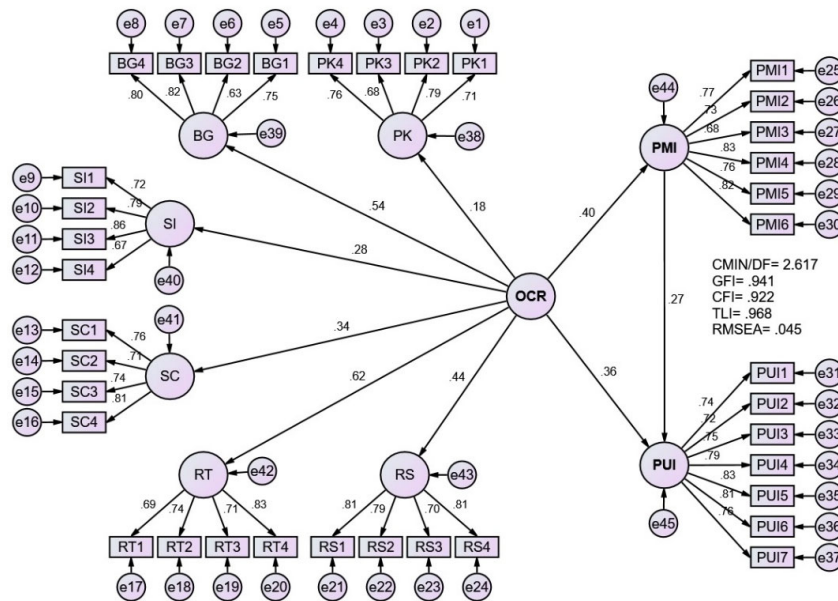 e8 e7 e6 e5 e4 e3 e2 e1
BG4 BG3 BG2 BG1 PK4 PK3 PK2 PK1
.80 .82 .63 .75 .76 .68 .79 .71
BG e39 PK e38
e44
PMI
PMI1 e25
PMI2 e26
PMI3 e27
PMI4 e28
PMI5 e29
PMI6 e30
.77
.73
.68
.83
.76
.82
e9 SI1
e10 SI2
e11 SI3
e12 SI4
.72
.79
.86
.67
SI
e40
.54
.18
.28
.40
OCR
.27
CMIN/DF= 2.617
GFI= .941
CFI= .922
TLI= .968
RMSEA= .045
e13 SC1
e14 SC2
e15 SC3
e16 SC4
.76
.71
.74
.81
e41
SC
.34
.62
.44
.36
PUI
e45
PUI1 e31
PUI2 e32
PUI3 e33
PUI4 e34
PUI5 e35
PUI6 e36
PUI7 e37
.74
.72
.75
.79
.83
.81
.76
RT e42 RS e43
.69 .74 .71 .83 .81 .79 .70 .81
RT1 RT2 RT3 RT4 RS1 RS2 RS3 RS4
e17 e18 e19 e20 e21 e22 e23 e24